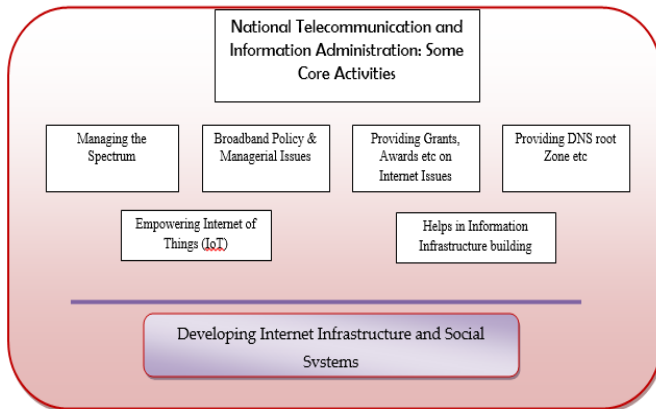 National Telecommunication and
Information Administration: Some
Core Activities
Managing the
Spectrum
Broadband Policy &
Managerial Issues
Providing Grants,
Awards etc on
Internet Issues
Providing DNS root
Zone etc
Empowering Internet of
Things (IoT)
Helps in Information
Infrastructure building
Developing Internet Infrastructure and Social
Systems